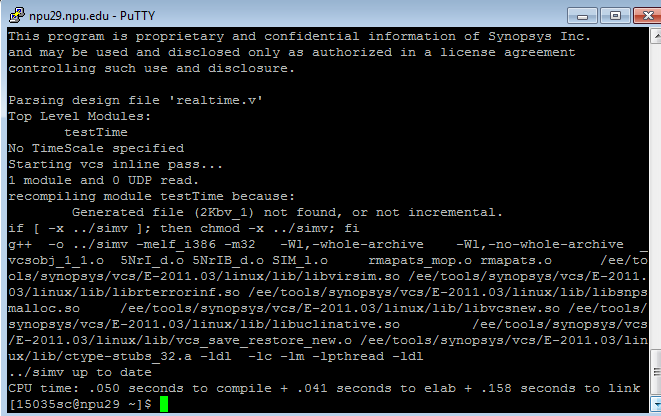 npu29.npu.edu - PuTTY
This program is proprietary and confidential information of Synopsys Inc.
and may be used and disclosed only as authorized in a license agreement
controlling such use and disclosure.
Parsing design file 'realtime.v'
Top Level Modules:
testTime
No TimeScale specified
Starting vcs inline pass...
1 module and 0 UDP read.
recompiling module testTime because:
Generated file (2Kbv_1) not found, or not incremental.
if [ -x ../simv ]; then chmod -x ../simv; fi
g++ -o ../simv -melf_i386 -m32 -Wl,-whole-archive -Wl,-no-whole-archive _
vcsobj_1_1.o 5NrI_d.o 5NrIB_d.o SIM_l.o rmapats_mop.o rmapats.o /ee/to
ols/synopsys/vcs/E-2011.03/linux/lib/libvirsim.so /ee/tools/synopsys/vcs/E-2011.
03/linux/lib/librterrorinf.so /ee/tools/synopsys/vcs/E-2011.03/linux/lib/libsnps
malloc.so /ee/tools/synopsys/vcs/E-2011.03/linux/lib/libvcsnew.so /ee/tools/
synopsys/vcs/E-2011.03/linux/lib/libuclinative.so /ee/tools/synopsys/vcs
/E-2011.03/linux/lib/vcs_save_restore_new.o /ee/tools/synopsys/vcs/E-2011.03/lin
ux/lib/ctype-stubs_32.a -ldl -lc -lm -lpthread -ldl
../simv up to date
CPU time: .050 seconds to compile + .041 seconds to elab + .158 seconds to link
[15035sc@npu29 ~]$